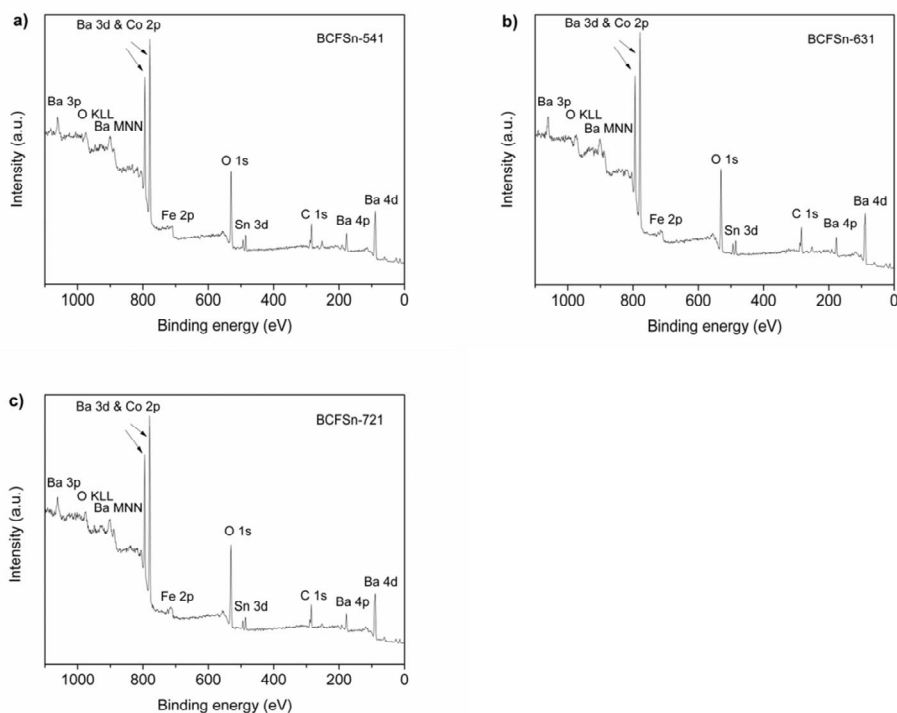 a)
Ba 3d & Co 2p
BCFSn-541
Ba 3p
O KLL
Ba MNN
O 1s
Fe 2p
Sn 3d
C 1s
Ba 4p
Ba 4d
Intensity (a.u.)
1000 800 600 400 200 0
Binding energy (eV)
b)
Ba 3d & Co 2p
BCFSn-631
Ba 3p
O KLL
Ba MNN
O 1s
Fe 2p
Sn 3d
C 1s
Ba 4p
Ba 4d
Intensity (a.u.)
1000 800 600 400 200 0
Binding energy (eV)
c)
Ba 3d & Co 2p
BCFSn-721
Ba 3p
O KLL
Ba MNN
O 1s
Fe 2p
Sn 3d
C 1s
Ba 4p
Ba 4d
Intensity (a.u.)
1000 800 600 400 200 0
Binding energy (eV)